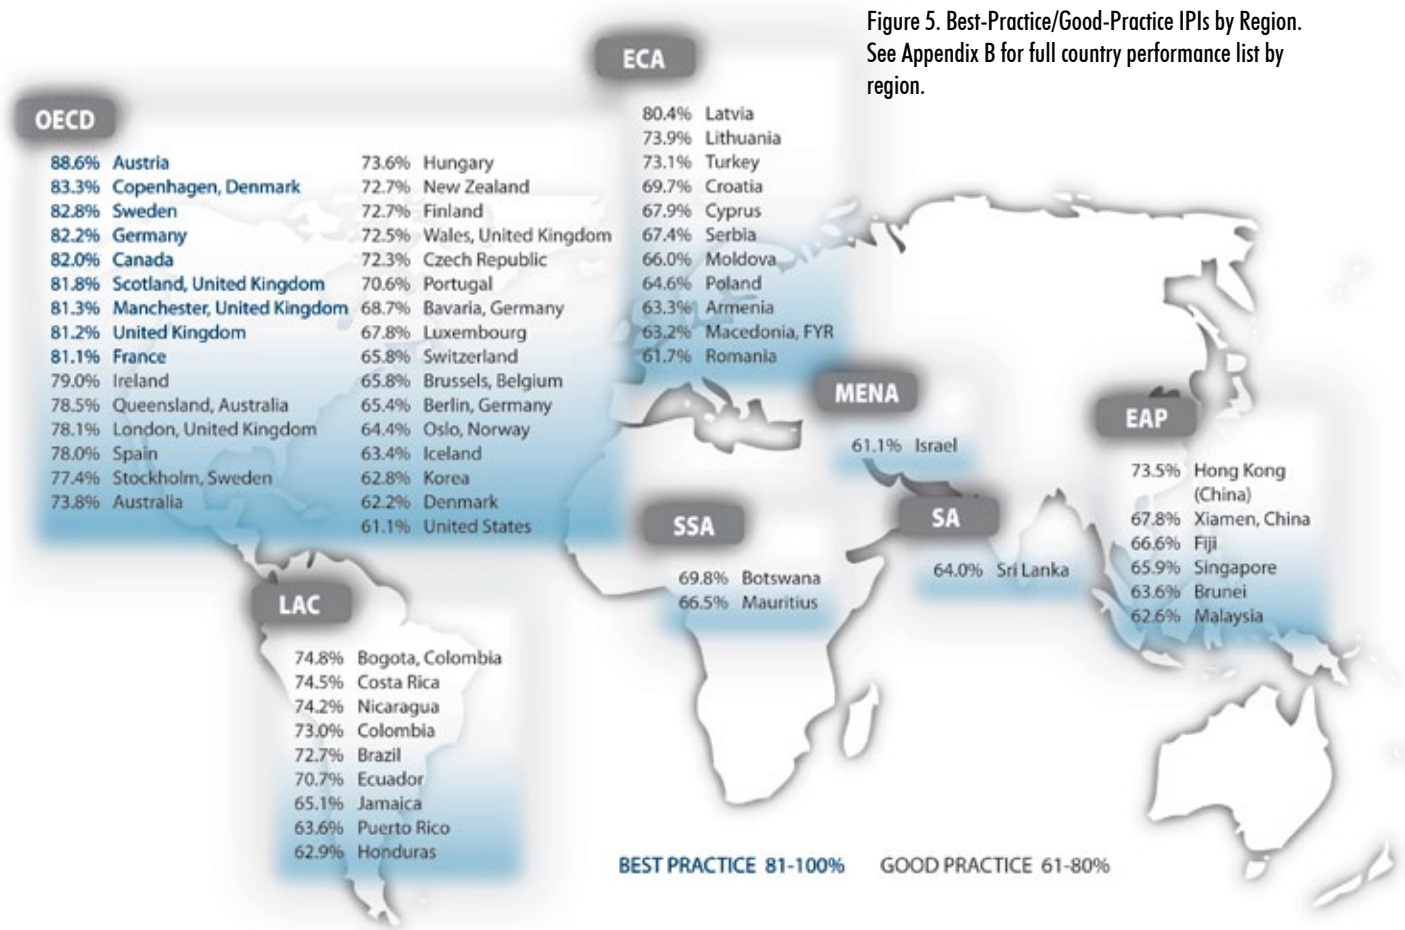 Figure 5. Best-Practice/Good-Practice IPIs by Region.
See Appendix B for full country performance list by
region.
OECD
88.6% Austria
83.3% Copenhagen, Denmark
82.8% Sweden
82.2% Germany
82.0% Canada
81.8% Scotland, United Kingdom
81.3% Manchester, United Kingdom
81.2% United Kingdom
81.1% France
79.0% Ireland
78.5% Queensland, Australia
78.1% London, United Kingdom
78.0% Spain
77.4% Stockholm, Sweden
73.8% Australia
73.6% Hungary
72.7% New Zealand
72.7% Finland
72.5% Wales, United Kingdom
72.3% Czech Republic
70.6% Portugal
68.7% Bavaria, Germany
67.8% Luxembourg
65.8% Switzerland
65.8% Brussels, Belgium
65.4% Berlin, Germany
64.4% Oslo, Norway
63.4% Iceland
62.8% Korea
62.2% Denmark
61.1% United States
ECA
80.4% Latvia
73.9% Lithuania
73.1% Turkey
69.7% Croatia
67.9% Cyprus
67.4% Serbia
66.0% Moldova
64.6% Poland
63.3% Armenia
63.2% Macedonia, FYR
61.7% Romania
MENA
61.1% Israel
EAP
73.5% Hong Kong
(China)
67.8% Xiamen, China
66.6% Fiji
65.9% Singapore
63.6% Brunei
62.6% Malaysia
SSA
69.8% Botswana
66.5% Mauritius
SA
64.0% Sri Lanka
LAC
74.8% Bogota, Colombia
74.5% Costa Rica
74.2% Nicaragua
73.0% Colombia
72.7% Brazil
70.7% Ecuador
65.1% Jamaica
63.6% Puerto Rico
62.9% Honduras
BEST PRACTICE 81-100% GOOD PRACTICE 61-80%